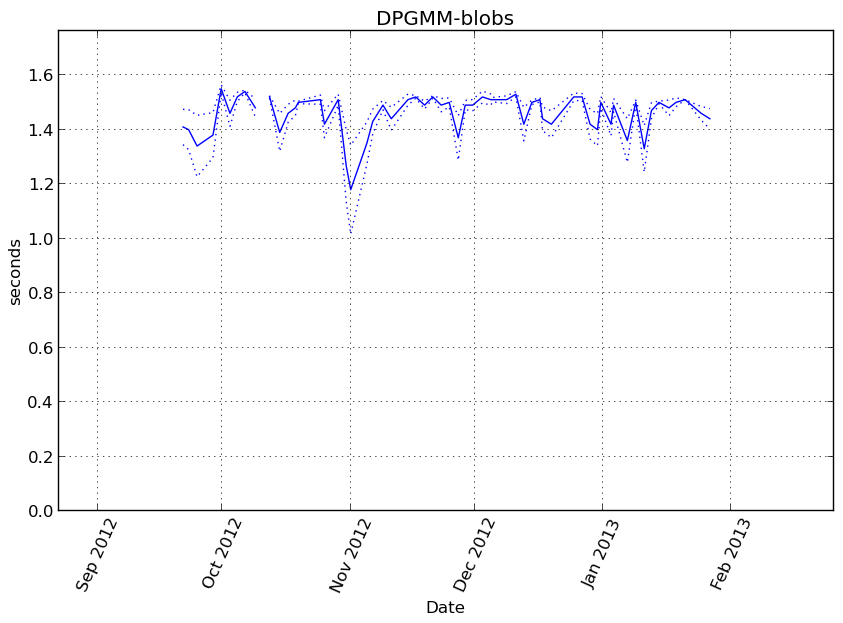 DPGMM-blobs
seconds
1.6
1.4
1.2
1.0
0.8
0.6
0.4
0.2
0.0
Sep 2012
Oct 2012
Nov 2012
Dec 2012
Jan 2013
Feb 2013
Date